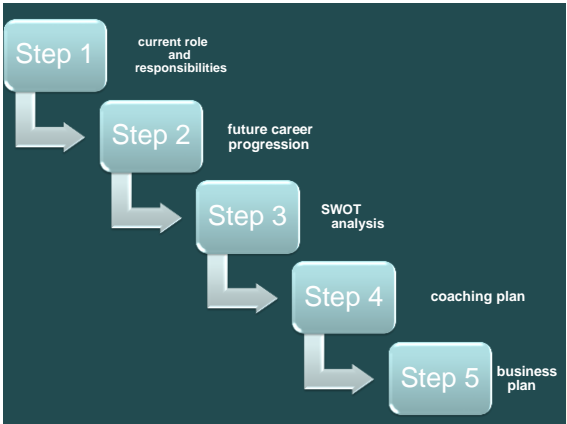 Step 1
current role
and
responsibilities
Step 2
future career
progression
Step 3
SWOT
analysis
Step 4
coaching plan
Step 5
business
plan